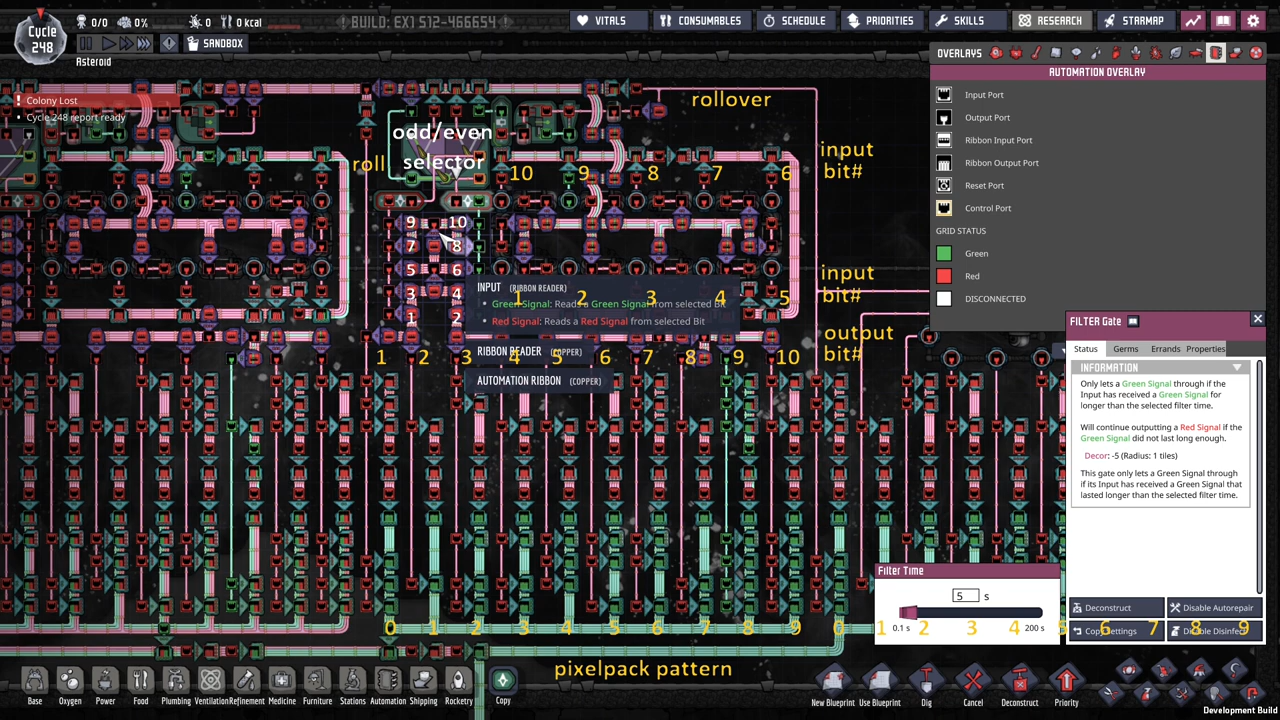 Cycle
248
0/0
0%
0
0 kcal
! BUILD: EX1 S12-466654 !
VITALS
CONSUMABLES
SCHEDULE
PRIORITIES
SKILLS
RESEARCH
STARMAP
SANDBOX
Asteroid
! Colony Lost
• Cycle 248 report ready
OVERLAYS
AUTOMATION OVERLAY
Input Port
Output Port
Ribbon Input Port
Ribbon Output Port
Reset Port
Control Port
GRID STATUS
Green
Red
DISCONNECTED
rollover
odd/even
selector
roll
input
bit#
10 9 8 7 6
9 10
7 8
5 6
3 4
1 2
input
bit#
INPUT (RIBBON READER)
• Green Signal: Reads a Green Signal from selected Bit
• Red Signal: Reads a Red Signal from selected Bit
1 2 3 4 5
RIBBON READER (COPPER)
AUTOMATION RIBBON (COPPER)
output
bit#
1 2 3 4 5 6 7 8 9 10
FILTER Gate
Status Germs Errands Properties
INFORMATION
Only lets a Green Signal through if the
Input has received a Green Signal for
longer than the selected filter time.
Will continue outputting a Red Signal if the
Green Signal did not last long enough.
Decor: -5 (Radius: 1 tiles)
This gate only lets a Green Signal through
if its Input has received a Green Signal that
lasted longer than the selected filter time.
Filter Time
5 s
0.1 s
200 s
Deconstruct
Disable Autorepair
Copy Settings
Disable Disinfect
0 1 2 3 4 5 6 7 8 9 0 1 2 3 4 5 6 7 8 9
pixelpack pattern
Base
Oxygen
Power
Food
Plumbing
Ventilation
Refinement
Medicine
Furniture
Stations
Automation
Shipping
Rocketry
Copy
New Blueprint
Use Blueprint
Dig
Cancel
Deconstruct
Priority
Development Build